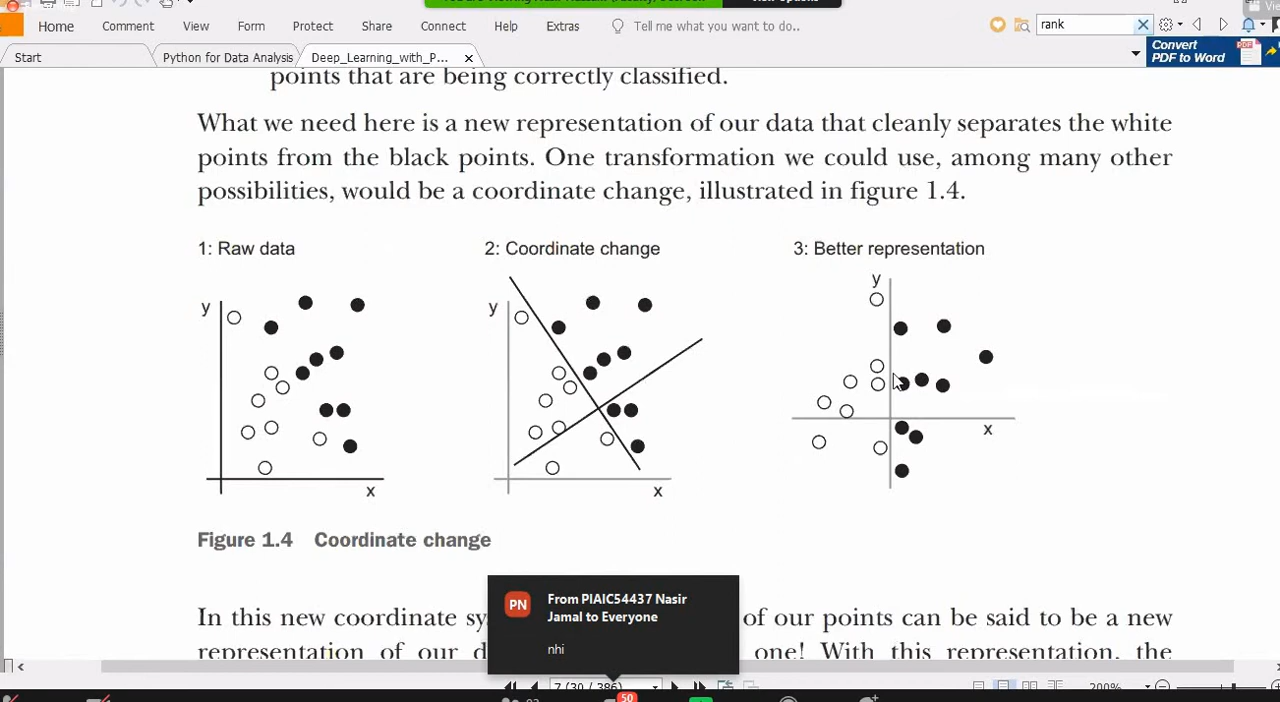 rank
Home View Form Protect Share Connect Help Extras Tell me what you want to do..
Convert
PDF to Word
Start Python for Data Analysis Deep_Learning_with_P...
points that are being correctly classified.
What we need here is a new representation of our data that cleanly separates the white
points from the black points. One transformation we could use, among many other
possibilities, would be a coordinate change, illustrated in figure 1.4.
1: Raw data 2: Coordinate change 3: Better representation
y y y
x x x
Figure 1.4 Coordinate change
PN From PIAIC54437 Nasir
Jamal to Everyone
nhi
In this new coordinate sy of our points can be said to be a new
representation of our d one! With this representation, the
7 (30 / 386)
200%
50